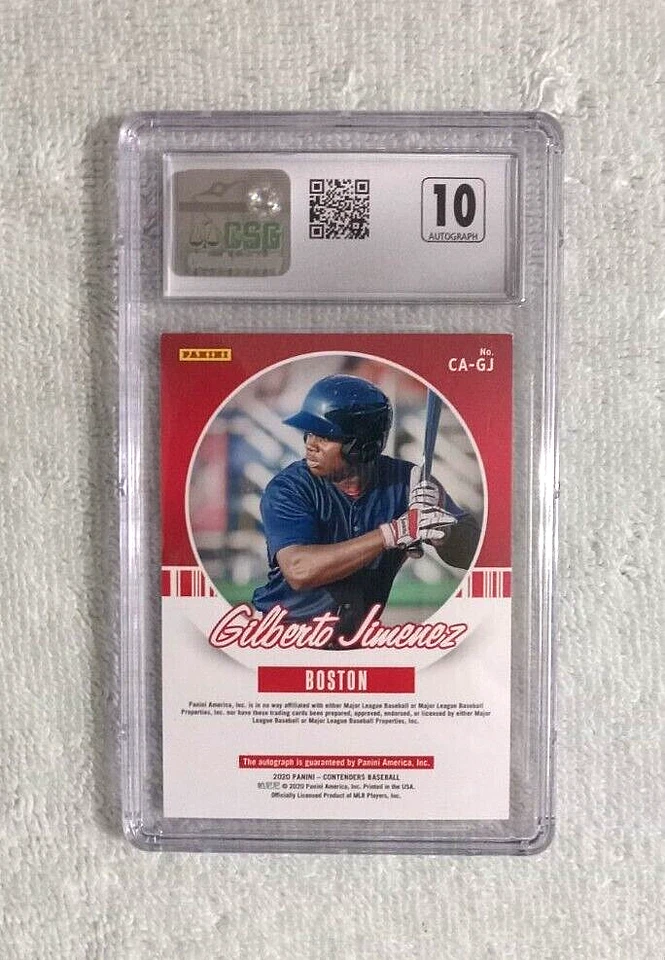 CSG
10
AUTOGRAPH
PANINI
No.
CA-GJ
Gilberto Jimenez
BOSTON
Panini America, Inc. is in no way affiliated with either Major League Baseball or Major League Baseball
Properties, Inc. nor have these trading cards been prepared, approved, endorsed, or licensed by either Major
League Baseball or Major League Baseball Properties, Inc.
The autograph is guaranteed by Panini America, Inc.
2020 PANINI – CONTENDERS BASEBALL
© 2020 Panini America, Inc. Printed in the USA.
Officially Licensed Product of MLB Players, Inc.